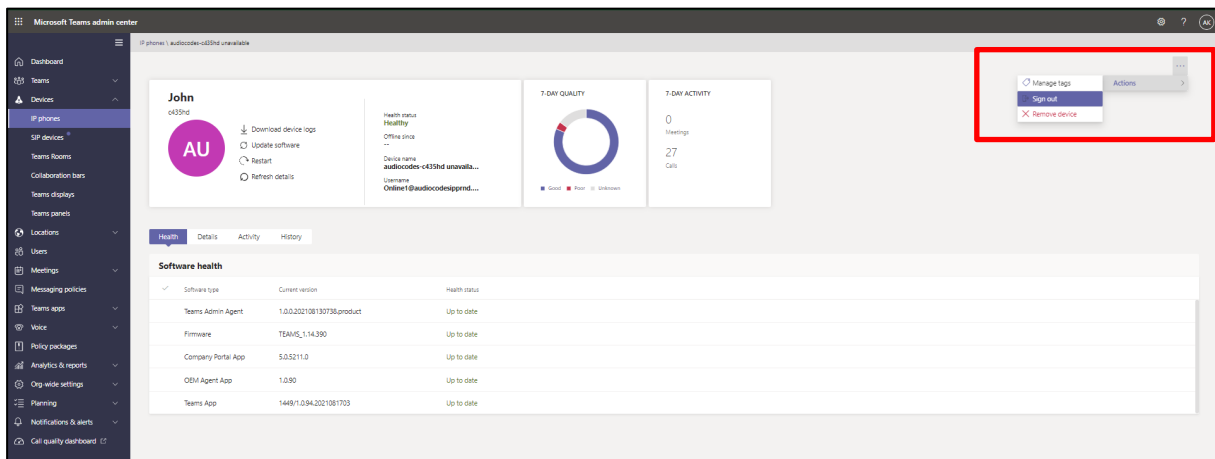 Microsoft Teams admin center
?
AK
IP phones \ audiocodes-c435hd unavailable
Dashboard
Teams
Devices
IP phones
SIP devices
Teams Rooms
Collaboration bars
Teams displays
Teams panels
Locations
Users
Meetings
Messaging policies
Teams apps
Voice
Policy packages
Analytics & reports
Org-wide settings
Planning
Notifications & alerts
Call quality dashboard
John
c435hd
AU
Download device logs
Update software
Restart
Refresh details
Health status
Healthy
Offline since
--
Device name
audiocodes-c435hd unavaila...
Username
Online1@audiocodesipprnd....
7-DAY QUALITY
Good Poor Unknown
7-DAY ACTIVITY
0
Meetings
27
Calls
...
Manage tags
Sign out
Remove device
Actions
Health Details Activity History
Software health
Software type Current version Health status
Teams Admin Agent 1.0.0.202108130738.product Up to date
Firmware TEAMS_1.14.390 Up to date
Company Portal App 5.0.5211.0 Up to date
OEM Agent App 1.0.90 Up to date
Teams App 1449/1.0.94.2021081703 Up to date